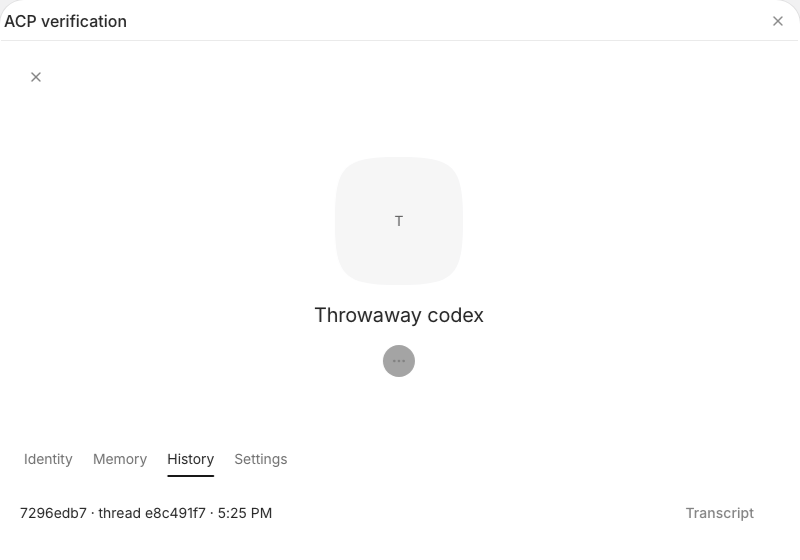 ACP verification
T
Throwaway codex
Identity Memory History Settings
7296edb7 · thread e8c491f7 · 5:25 PM Transcript